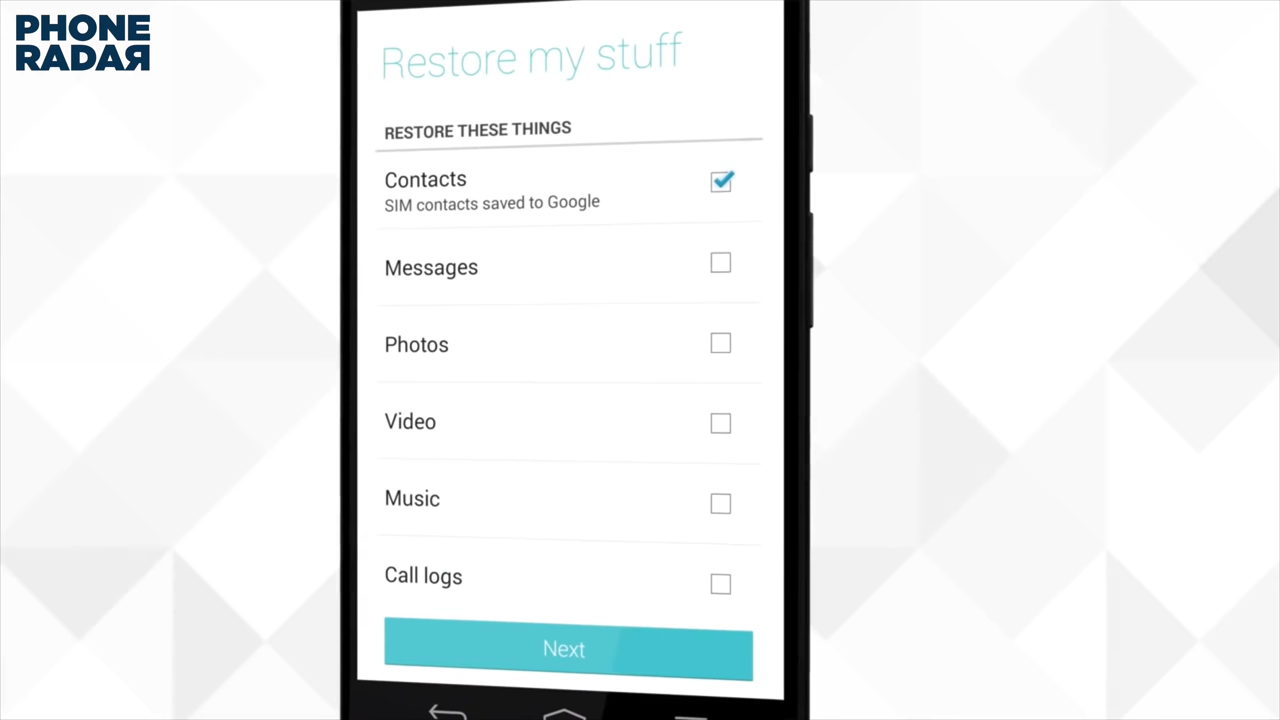 PHONE
RADAR
Restore my stuff
RESTORE THESE THINGS
Contacts
SIM contacts saved to Google
Messages
Photos
Video
Music
Call logs
Next